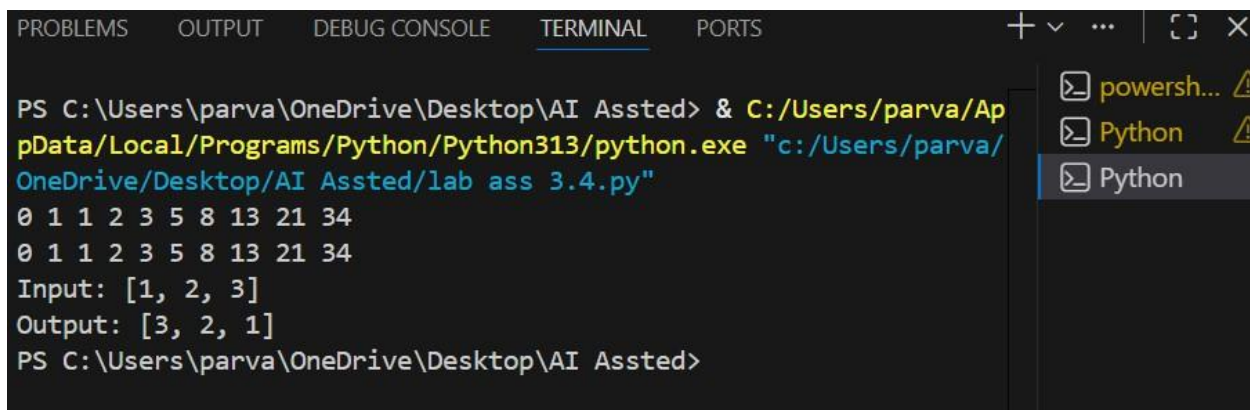 PROBLEMS OUTPUT DEBUG CONSOLE TERMINAL PORTS
PS C:\Users\parva\OneDrive\Desktop\AI Assted> & C:/Users/parva/Ap
pData/Local/Programs/Python/Python313/python.exe "c:/Users/parva/
OneDrive/Desktop/AI Assted/lab ass 3.4.py"
0 1 1 2 3 5 8 13 21 34
0 1 1 2 3 5 8 13 21 34
Input: [1, 2, 3]
Output: [3, 2, 1]
PS C:\Users\parva\OneDrive\Desktop\AI Assted>
powersh...
Python
Python